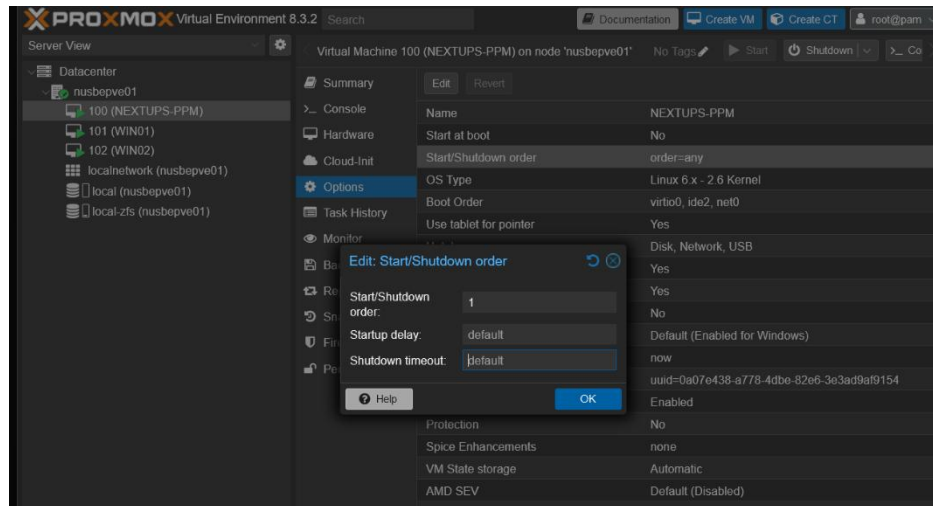 PROXMOX Virtual Environment 8.3.2 Search Documentation Create VM Create CT root@pam
Server View
Virtual Machine 100 (NEXTUPS-PPM) on node 'nusbepve01' No Tags Start Shutdown >_ Co
Datacenter
nusbepve01
100 (NEXTUPS-PPM)
101 (WIN01)
102 (WIN02)
localnetwork (nusbepve01)
local (nusbepve01)
local-zfs (nusbepve01)
Summary
>_ Console
Hardware
Cloud-Init
Options
Task History
Monitor
Ba
Re
Sn
Fir
Pe
Edit Revert
Name NEXTUPS-PPM
Start at boot No
Start/Shutdown order order=any
OS Type Linux 6.x - 2.6 Kernel
Boot Order virtio0, ide2, net0
Use tablet for pointer Yes
Disk, Network, USB
Yes
Yes
No
Default (Enabled for Windows)
now
uuid=0a07e438-a778-4dbe-82e6-3e3ad9af9154
Enabled
Protection No
Spice Enhancements none
VM State storage Automatic
AMD SEV Default (Disabled)
Edit: Start/Shutdown order
Start/Shutdown order: 1
Startup delay: default
Shutdown timeout: default
Help OK